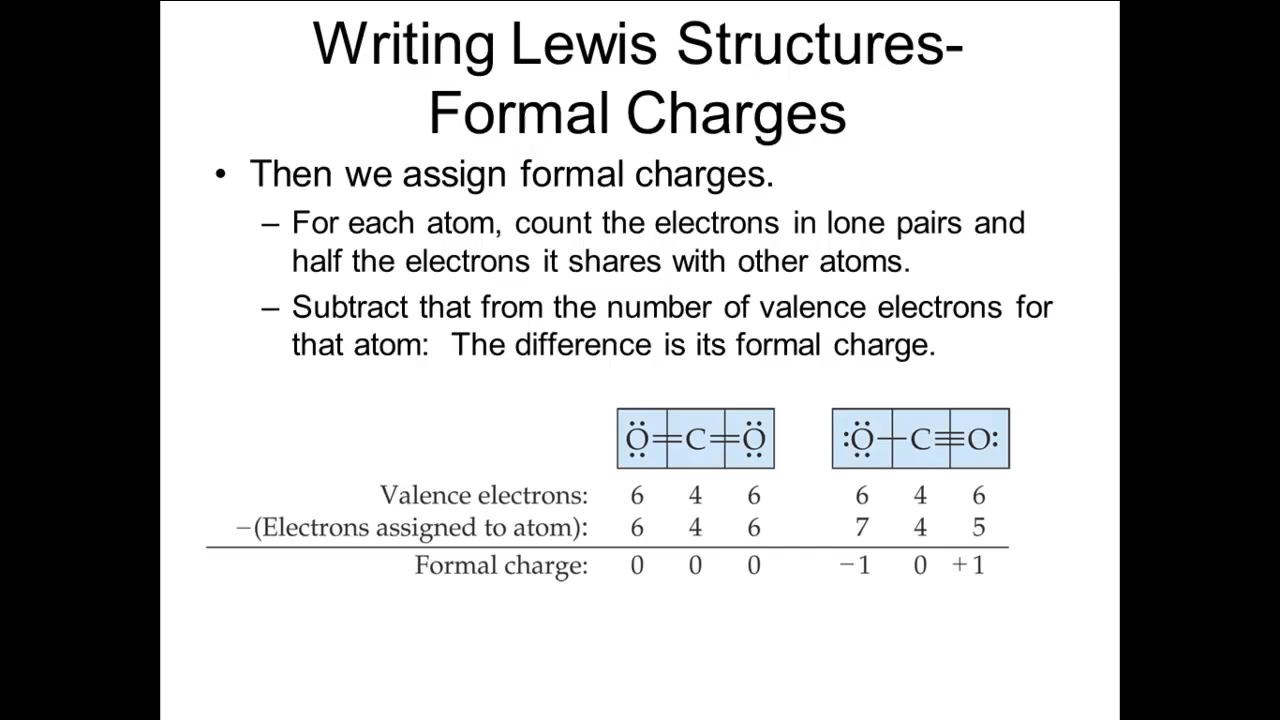 Writing Lewis Structures-
Formal Charges
• Then we assign formal charges.
– For each atom, count the electrons in lone pairs and
half the electrons it shares with other atoms.
– Subtract that from the number of valence electrons for
that atom: The difference is its formal charge.
Ö=C=Ö :Ö—C≡O:
Valence electrons: 6 4 6 6 4 6
−(Electrons assigned to atom): 6 4 6 7 4 5
Formal charge: 0 0 0 −1 0 +1